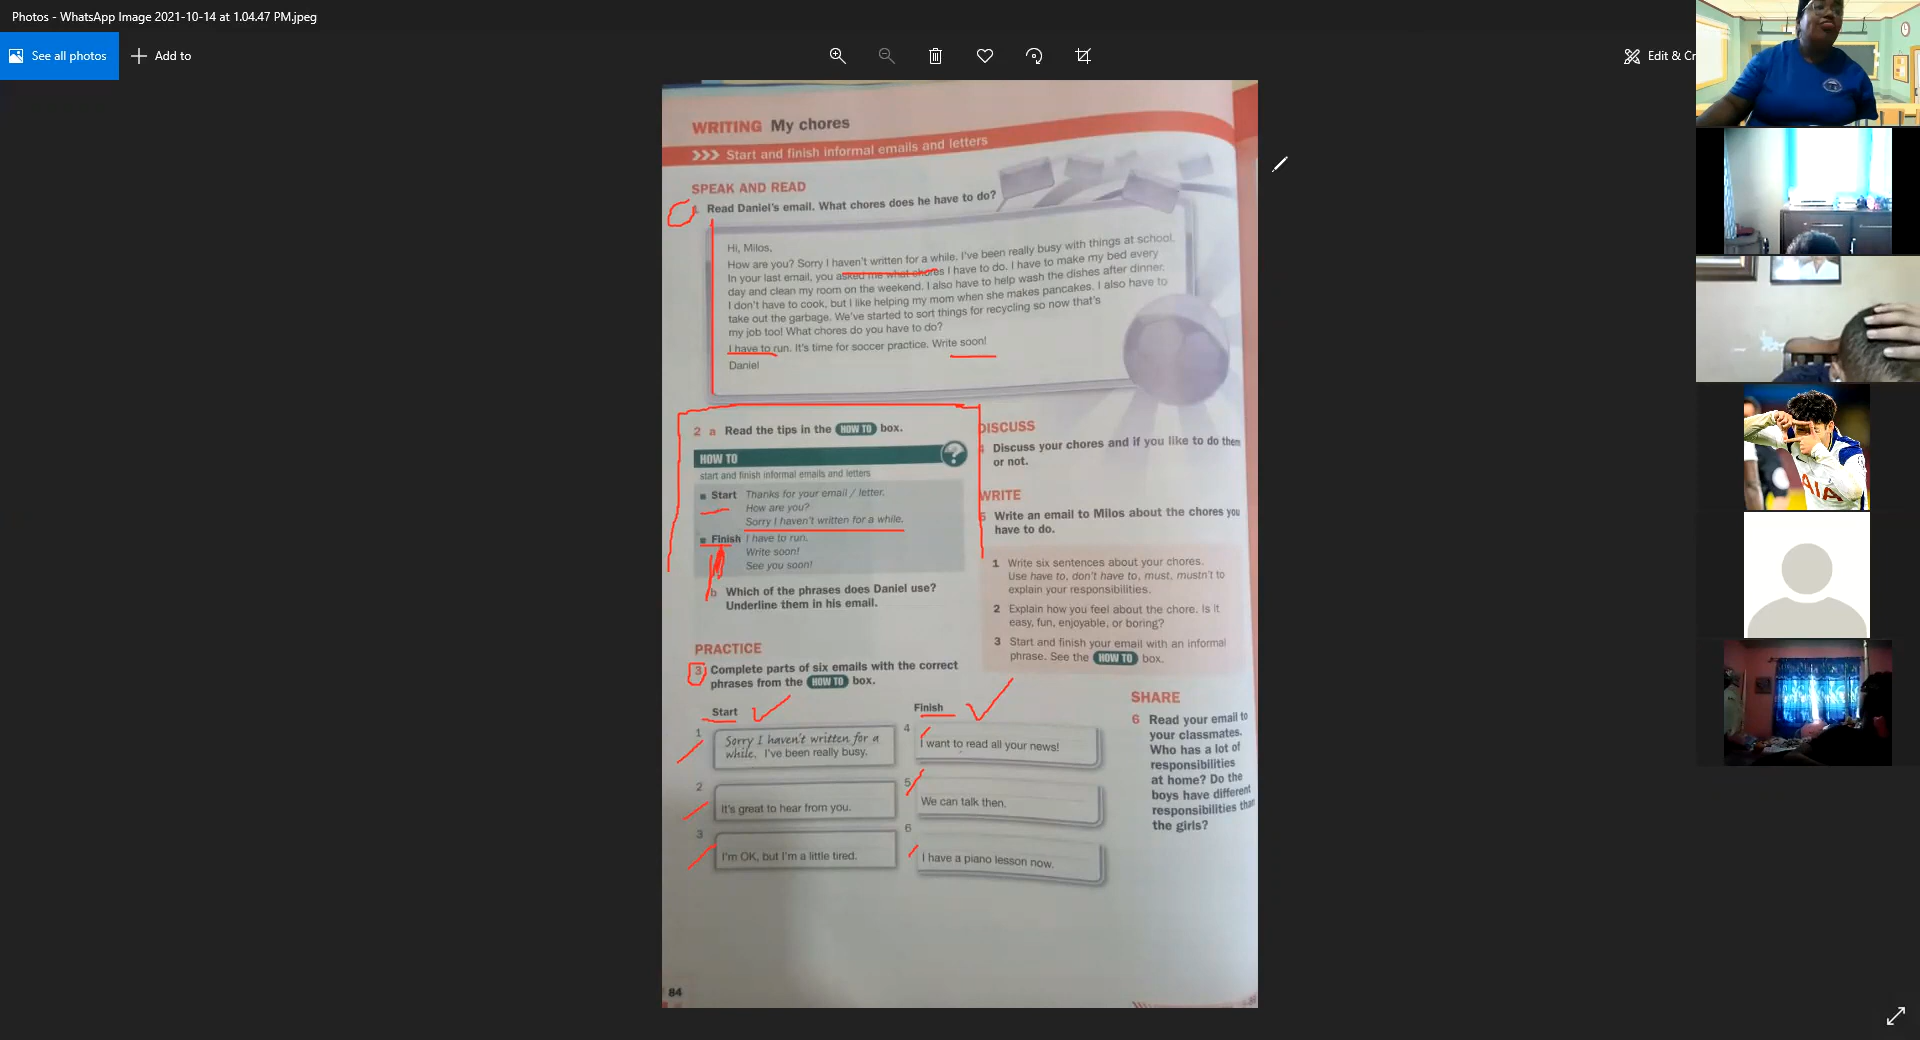 Photos - WhatsApp Image 2021-10-14 at 1.04.47 PM.jpeg
See all photos
Add to
Edit & Cr
WRITING My chores
>>> Start and finish informal emails and letters
SPEAK AND READ
Read Daniel's email. What chores does he have to do?
Hi, Milos,
How are you? Sorry I haven't written for a while. I've been really busy with things at school.
In your last email, you asked me what chores I have to do. I have to make my bed every
day and clean my room on the weekend. I also have to help wash the dishes after dinner.
I don't have to cook, but I like helping my mom when she makes pancakes. I also have to
take out the garbage. We've started to sort things for recycling so now that's
my job too! What chores do you have to do?
I have to run. It's time for soccer practice. Write soon!
Daniel
2 a Read the tips in the HOW TO box.
HOW TO ?
start and finish informal emails and letters
Start Thanks for your email / letter.
How are you?
Sorry I haven't written for a while.
Finish I have to run.
Write soon!
See you soon!
b Which of the phrases does Daniel use?
Underline them in his email.
PRACTICE
3 Complete parts of six emails with the correct
phrases from the HOW TO box.
Start
1
Sorry I haven't written for a
while. I've been really busy.
2
It's great to hear from you.
3
I'm OK, but I'm a little tired.
Finish
4
I want to read all your news!
5
We can talk then.
6
I have a piano lesson now.
DISCUSS
4 Discuss your chores and if you like to do them
or not.
WRITE
5 Write an email to Milos about the chores you
have to do.
1 Write six sentences about your chores.
Use have to, don't have to, must, mustn't to
explain your responsibilities.
2 Explain how you feel about the chore. Is it
easy, fun, enjoyable, or boring?
3 Start and finish your email with an informal
phrase. See the HOW TO box.
SHARE
6 Read your email to
your classmates.
Who has a lot of
responsibilities
at home? Do the
boys have different
responsibilities than
the girls?
84
AIA